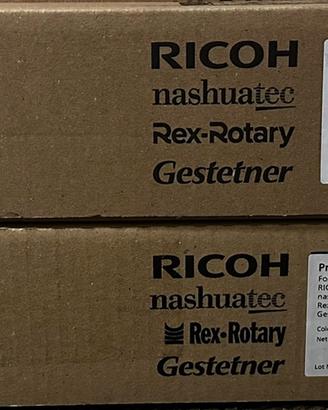 RICOH
nashuatec
Rex-Rotary
Gestetner
RICOH
nashuatec
Rex-Rotary
Gestetner